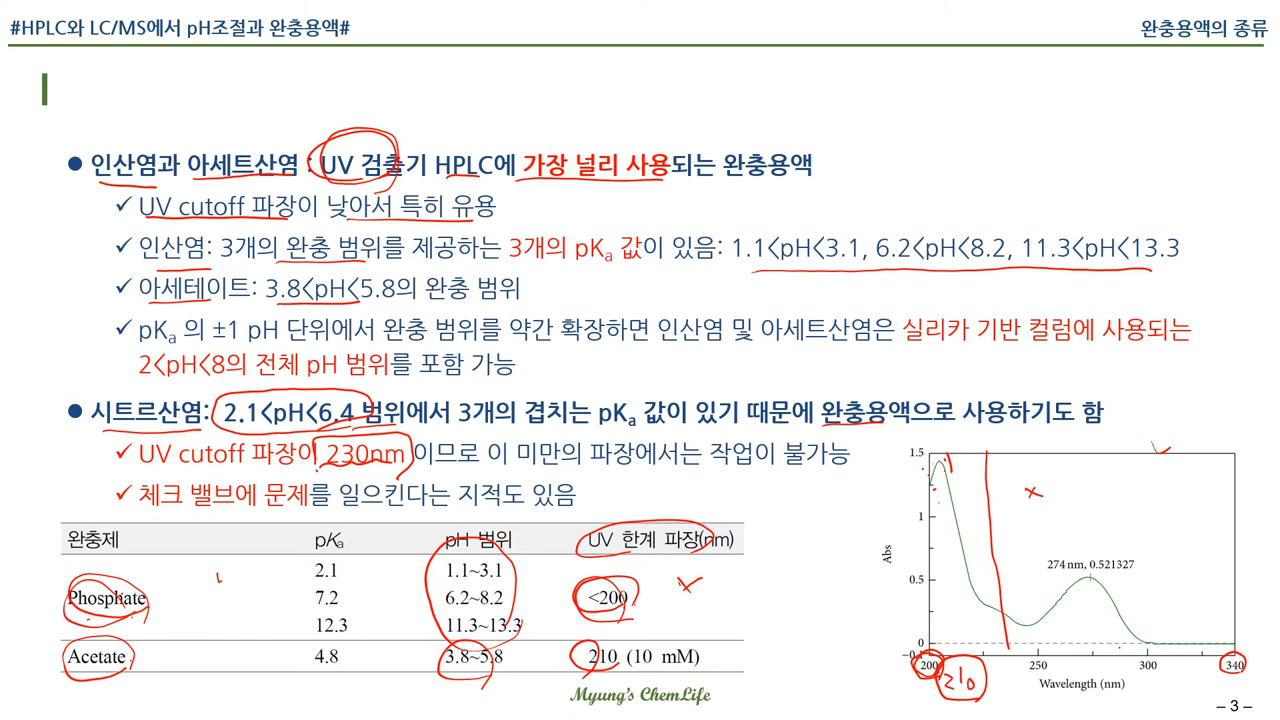 #HPLC와 LC/MS에서 pH조절과 완충용액#
완충용액의 종류
● 인산염과 아세트산염 : UV 검출기 HPLC에 가장 널리 사용되는 완충용액
✓ UV cutoff 파장이 낮아서 특히 유용
✓ 인산염: 3개의 완충 범위를 제공하는 3개의 pKa 값이 있음: 1.1<pH<3.1, 6.2<pH<8.2, 11.3<pH<13.3
✓ 아세테이트: 3.8<pH<5.8의 완충 범위
✓ pKa 의 ±1 pH 단위에서 완충 범위를 약간 확장하면 인산염 및 아세트산염은 실리카 기반 컬럼에 사용되는
2<pH<8의 전체 pH 범위를 포함 가능
● 시트르산염: 2.1<pH<6.4 범위에서 3개의 겹치는 pKa 값이 있기 때문에 완충용액으로 사용하기도 함
✓ UV cutoff 파장이 230nm 이므로 이 미만의 파장에서는 작업이 불가능
✓ 체크 밸브에 문제를 일으킨다는 지적도 있음
완충제 pKa pH 범위 UV 한계 파장(nm)
2.1 1.1~3.1
Phosphate 7.2 6.2~8.2 <200
12.3 11.3~13.3
Acetate 4.8 3.8~5.8 210 (10 mM)
1.5
1
Abs
274 nm, 0.521327
0.5
0
200 250 300 340
210
Wavelength (nm)
Myung's ChemLife
– 3 –